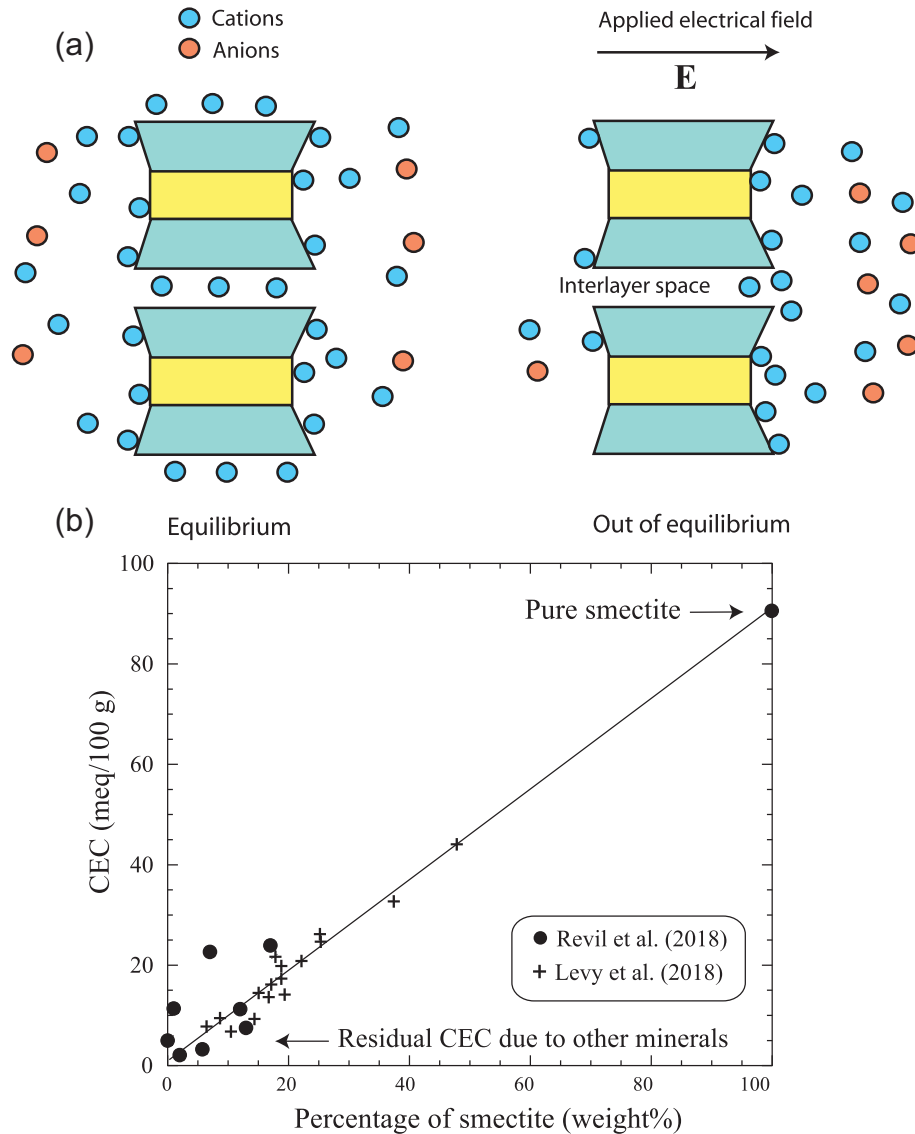 (a)
Cations
Anions
Applied electrical field
E
Interlayer space
(b)
Equilibrium
Out of equilibrium
100
80
60
40
20
0
CEC (meq/100 g)
Pure smectite
Revil et al. (2018)
Levy et al. (2018)
Residual CEC due to other minerals
0
20
40
60
80
100
Percentage of smectite (weight%)